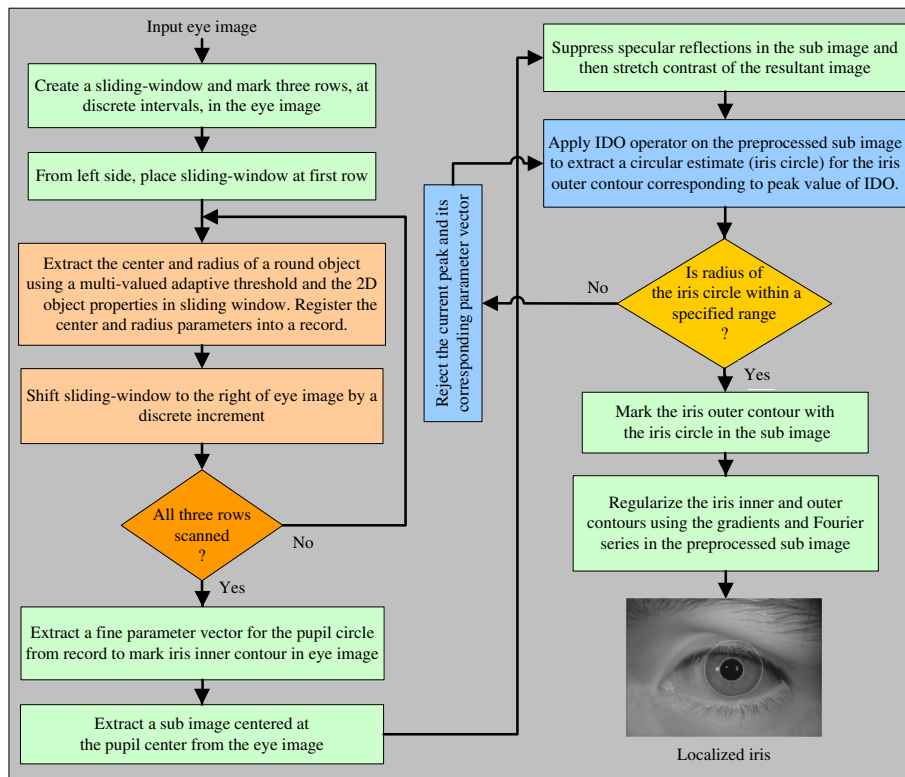 Input eye image
Create a sliding-window and mark three rows, at
discrete intervals, in the eye image
From left side, place sliding-window at first row
Extract the center and radius of a round object
using a multi-valued adaptive threshold and the 2D
object properties in sliding window. Register the
center and radius parameters into a record.
Shift sliding-window to the right of eye image by a
discrete increment
All three rows
scanned
?
No
Yes
Extract a fine parameter vector for the pupil circle
from record to mark iris inner contour in eye image
Extract a sub image centered at
the pupil center from the eye image
Suppress specular reflections in the sub image and
then stretch contrast of the resultant image
Apply IDO operator on the preprocessed sub image
to extract a circular estimate (iris circle) for the iris
outer contour corresponding to peak value of IDO.
Is radius of
the iris circle within a
specified range
?
No
Reject the current peak and its
corresponding parameter vector
Yes
Mark the iris outer contour with
the iris circle in the sub image
Regularize the iris inner and outer
contours using the gradients and Fourier
series in the preprocessed sub image
Localized iris